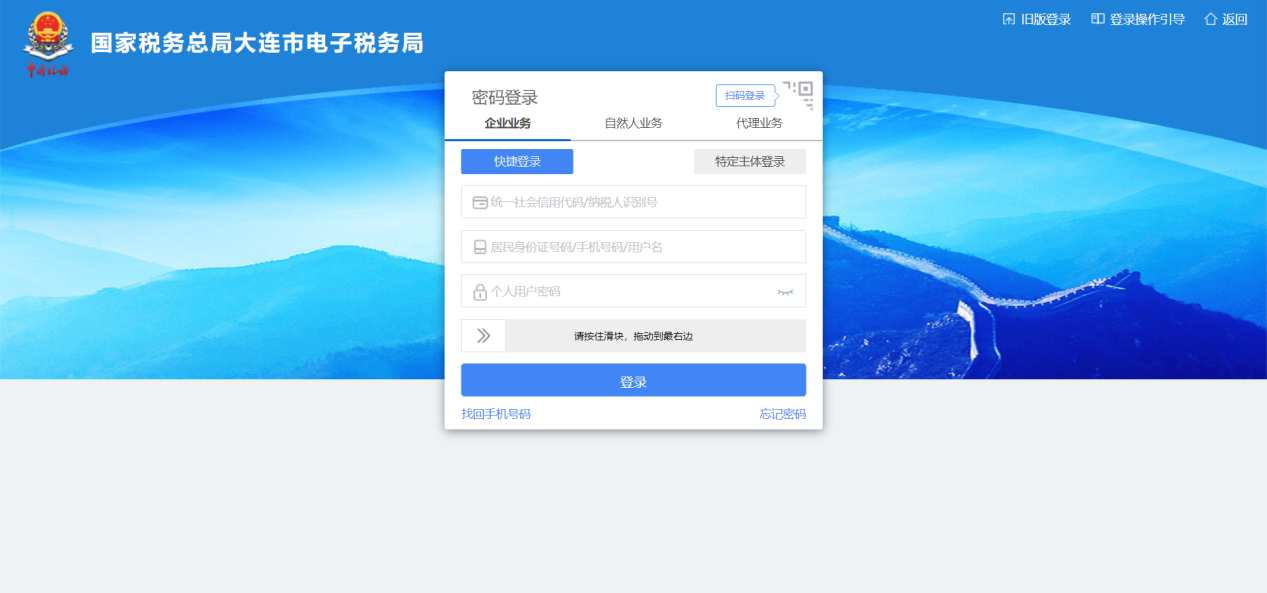 旧版登录 登录操作引导 返回
国家税务总局大连市电子税务局
中国税务
密码登录 扫码登录
企业业务 自然人业务 代理业务
快捷登录 特定主体登录
统一社会信用代码/纳税人识别号
居民身份证号码/手机号码/用户名
个人用户密码
请按住滑块，拖动到最右边
登录
找回手机号码 忘记密码